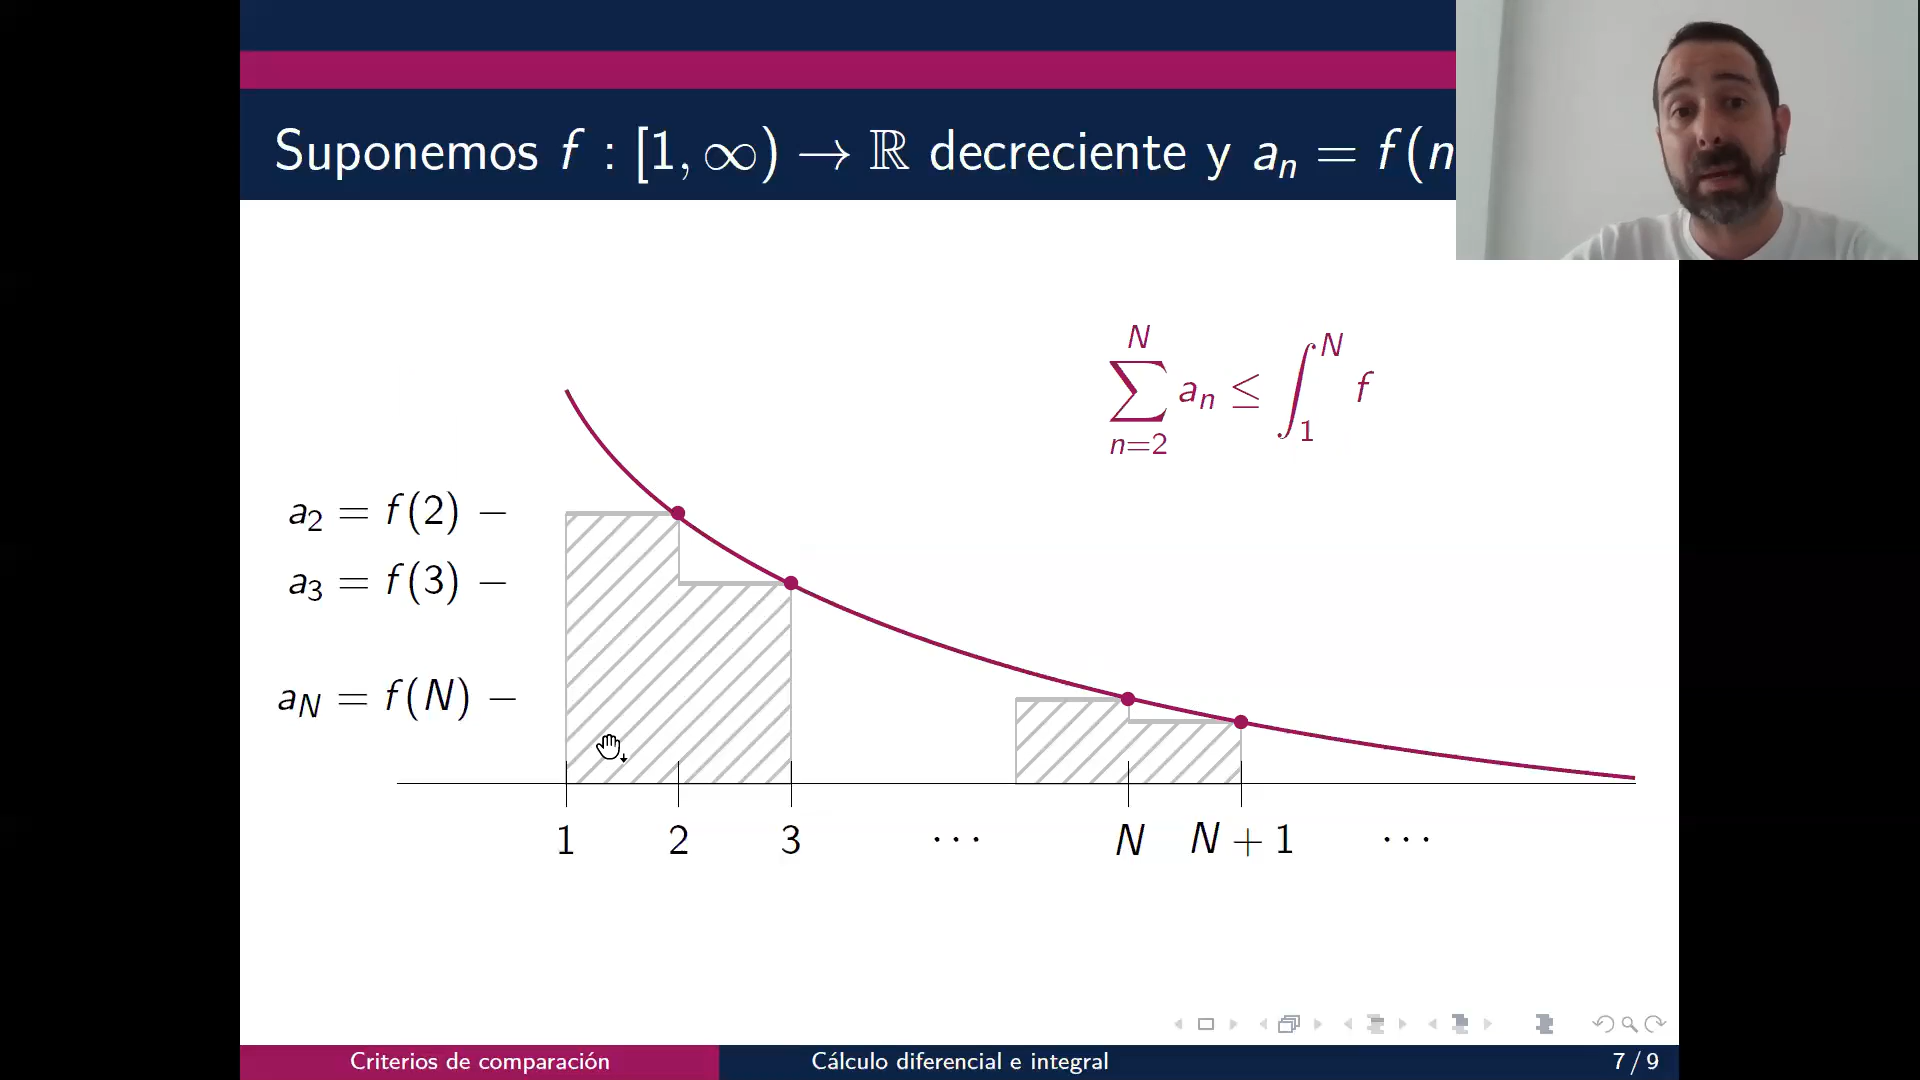 Suponemos f : [1, ∞) → ℝ decreciente y aₙ = f(n
N
∑ aₙ ≤ ∫₁ᴺ f
n=2
a₂ = f(2) –
a₃ = f(3) –
a_N = f(N) –
1 2 3 ··· N N + 1 ···
Criterios de comparación Cálculo diferencial e integral 7 / 9